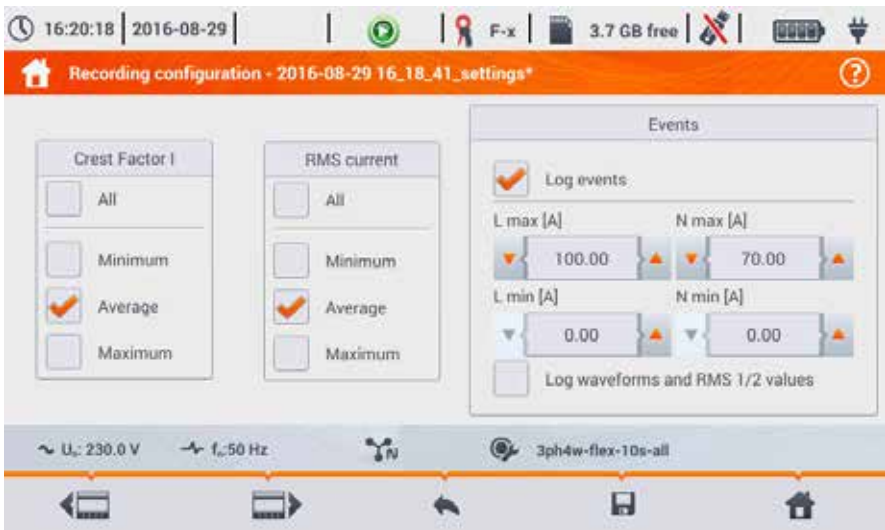 16:20:18 2016-08-29 F-x 3.7 GB free
Recording configuration - 2016-08-29 16_18_41_settings* ?
Crest Factor I
All
Minimum
Average
Maximum
RMS current
All
Minimum
Average
Maximum
Events
Log events
L max [A] N max [A]
100.00 70.00
L min [A] N min [A]
0.00 0.00
Log waveforms and RMS 1/2 values
Uₙ: 230.0 V fₙ:50 Hz N 3ph4w-flex-10s-all